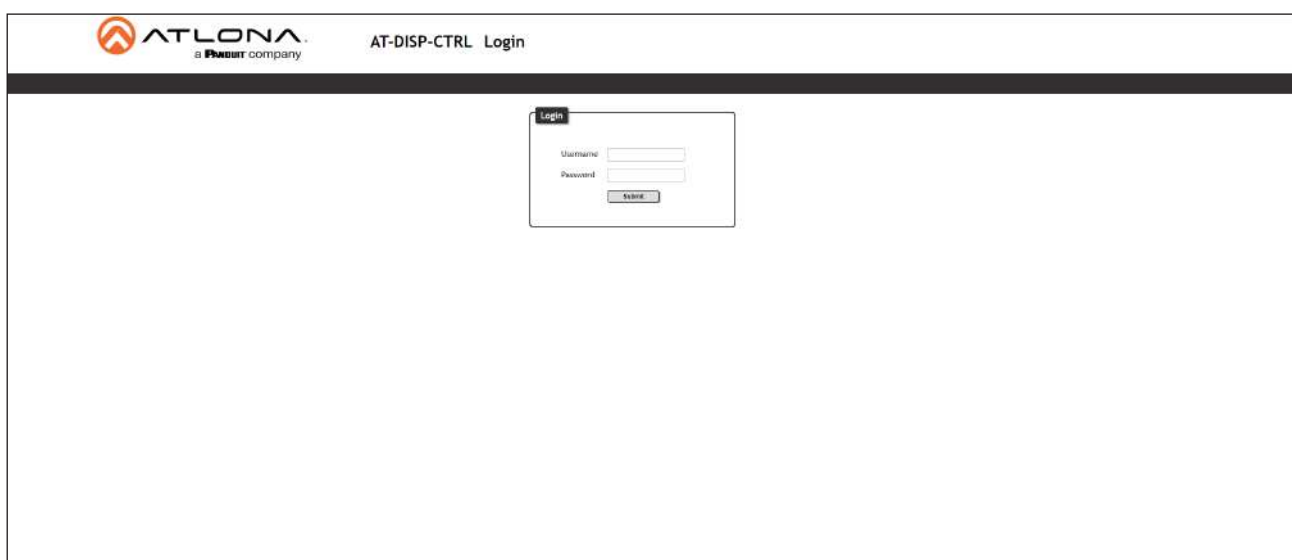 ATLONA.
a PANDUIT company
AT-DISP-CTRL Login
Login
Username
Password
Submit